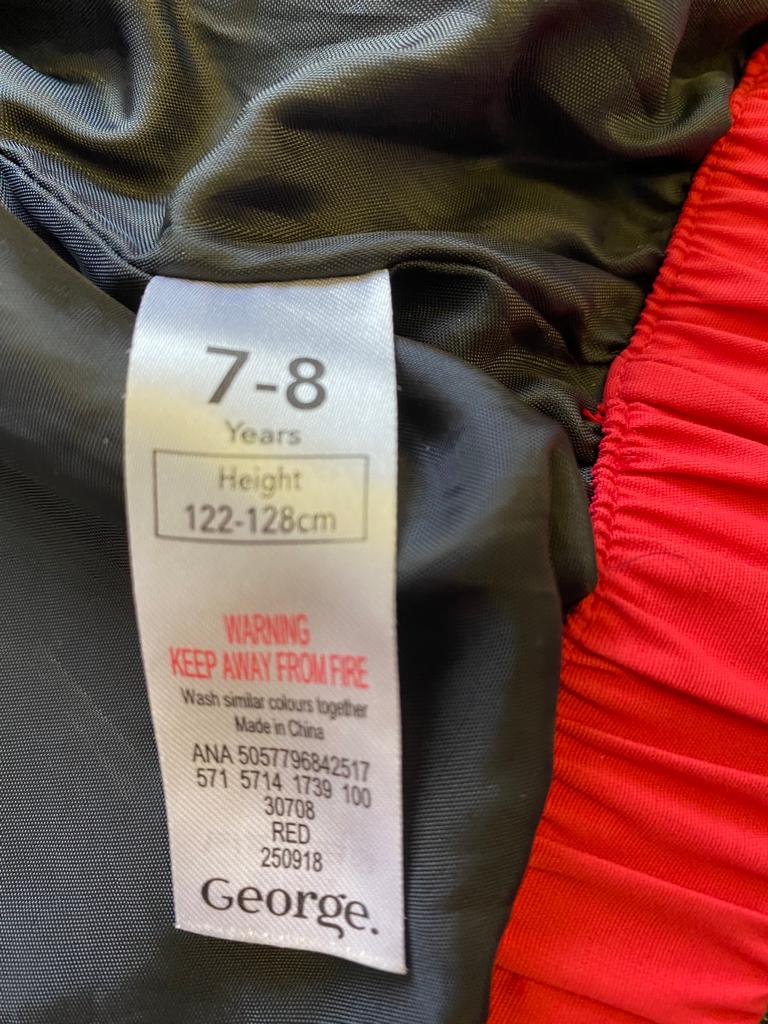 7-8
Years
Height
122-128cm
WARNING
KEEP AWAY FROM FIRE
Wash similar colours together
Made in China
ANA 5057796842517
571 5714 1739 100
30708
RED
250918
George.